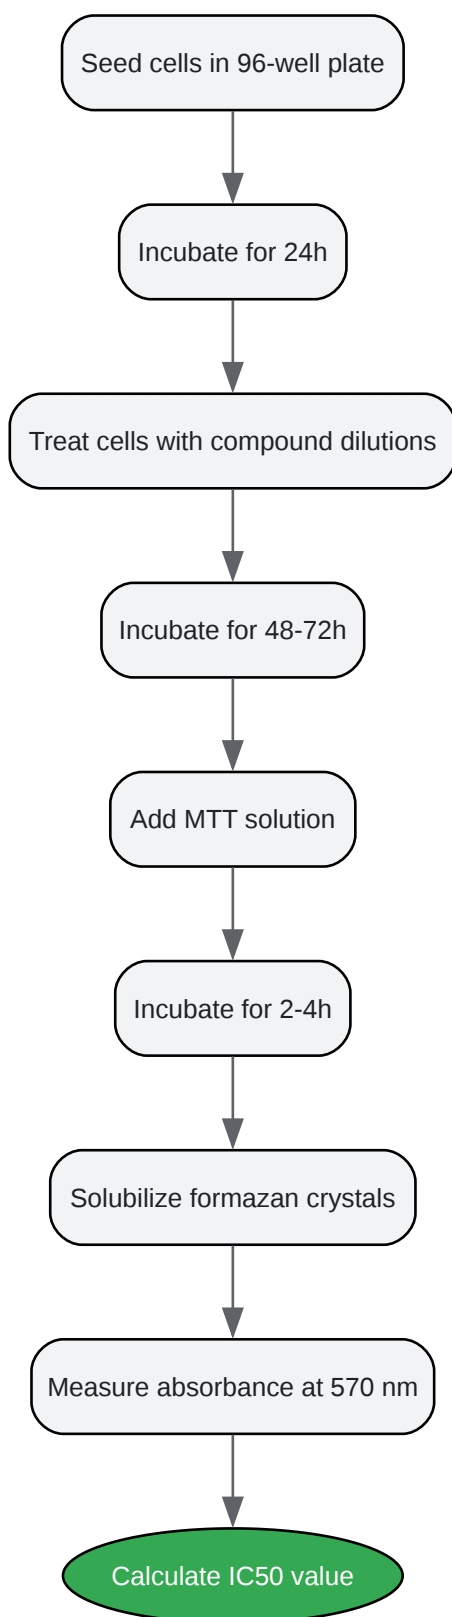 Seed cells in 96-well plate
Incubate for 24h
Treat cells with compound dilutions
Incubate for 48-72h
Add MTT solution
Incubate for 2-4h
Solubilize formazan crystals
Measure absorbance at 570 nm
Calculate IC50 value